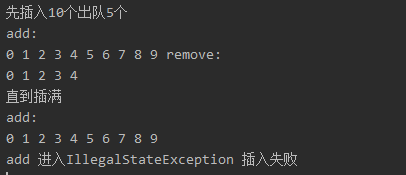 先插入10个出队5个
add:
0 1 2 3 4 5 6 7 8 9 remove:
0 1 2 3 4
直到插满
add:
0 1 2 3 4 5 6 7 8 9
add 进入IllegalStateException 插入失败